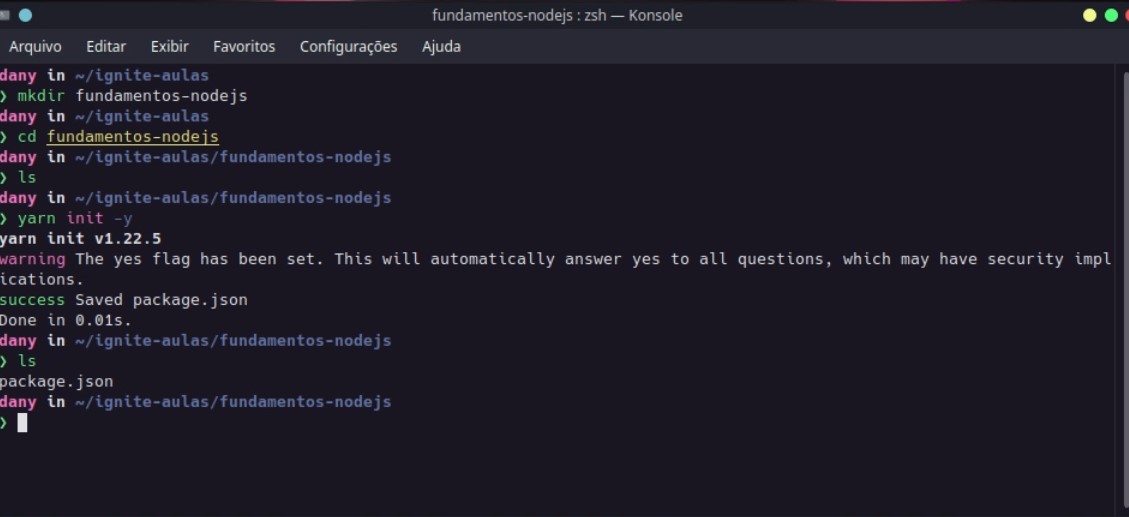 fundamentos-nodejs : zsh — Konsole
Arquivo Editar Exibir Favoritos Configurações Ajuda
dany in ~/ignite-aulas
❯ mkdir fundamentos-nodejs
dany in ~/ignite-aulas
❯ cd fundamentos-nodejs
dany in ~/ignite-aulas/fundamentos-nodejs
❯ ls
dany in ~/ignite-aulas/fundamentos-nodejs
❯ yarn init -y
yarn init v1.22.5
warning The yes flag has been set. This will automatically answer yes to all questions, which may have security impl
ications.
success Saved package.json
Done in 0.01s.
dany in ~/ignite-aulas/fundamentos-nodejs
❯ ls
package.json
dany in ~/ignite-aulas/fundamentos-nodejs
❯